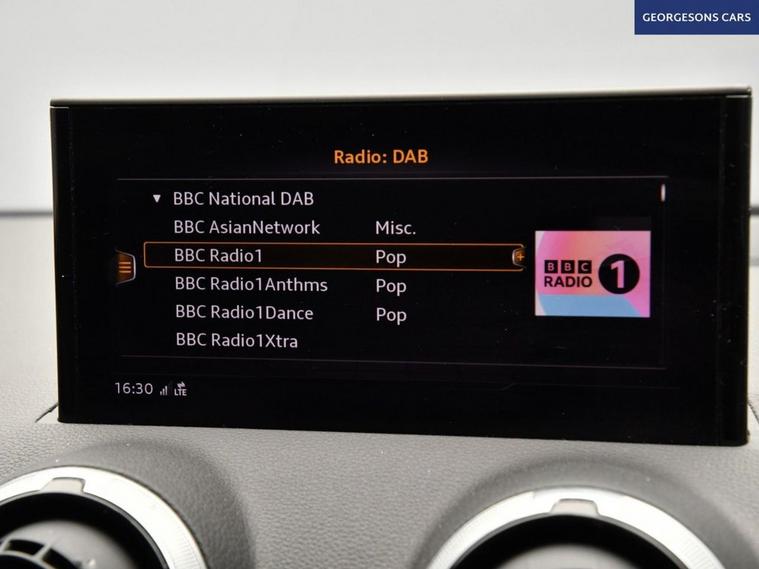 GEORGESONS CARS
Radio: DAB
BBC National DAB
BBC AsianNetwork Misc.
BBC Radio1 Pop
BBC Radio1Anthms Pop
BBC Radio1Dance Pop
BBC Radio1Xtra
BBC
RADIO 1
16:30 LTE